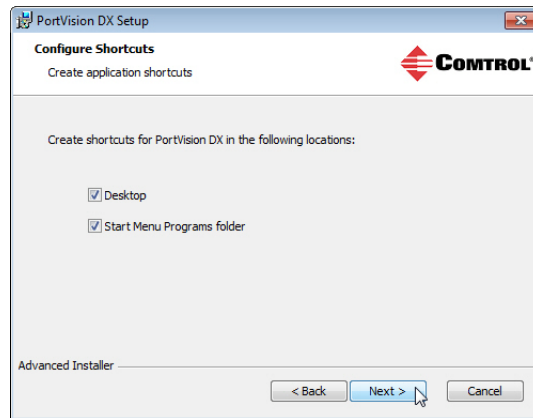 PortVision DX Setup
Configure Shortcuts
Create application shortcuts
COMTROL®
Create shortcuts for PortVision DX in the following locations:
Desktop
Start Menu Programs folder
Advanced Installer
< Back
Next >
Cancel